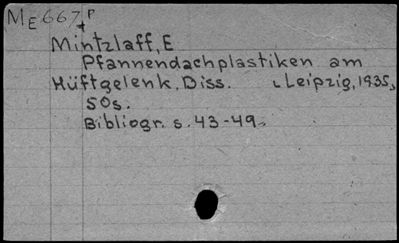 ME 667 P
Mintzlaff, E
Pfannendachplastiken am
Hüftgelenk, Diss. Leipzig, 1935,
50s.
Bibliogr. s. 43-49.